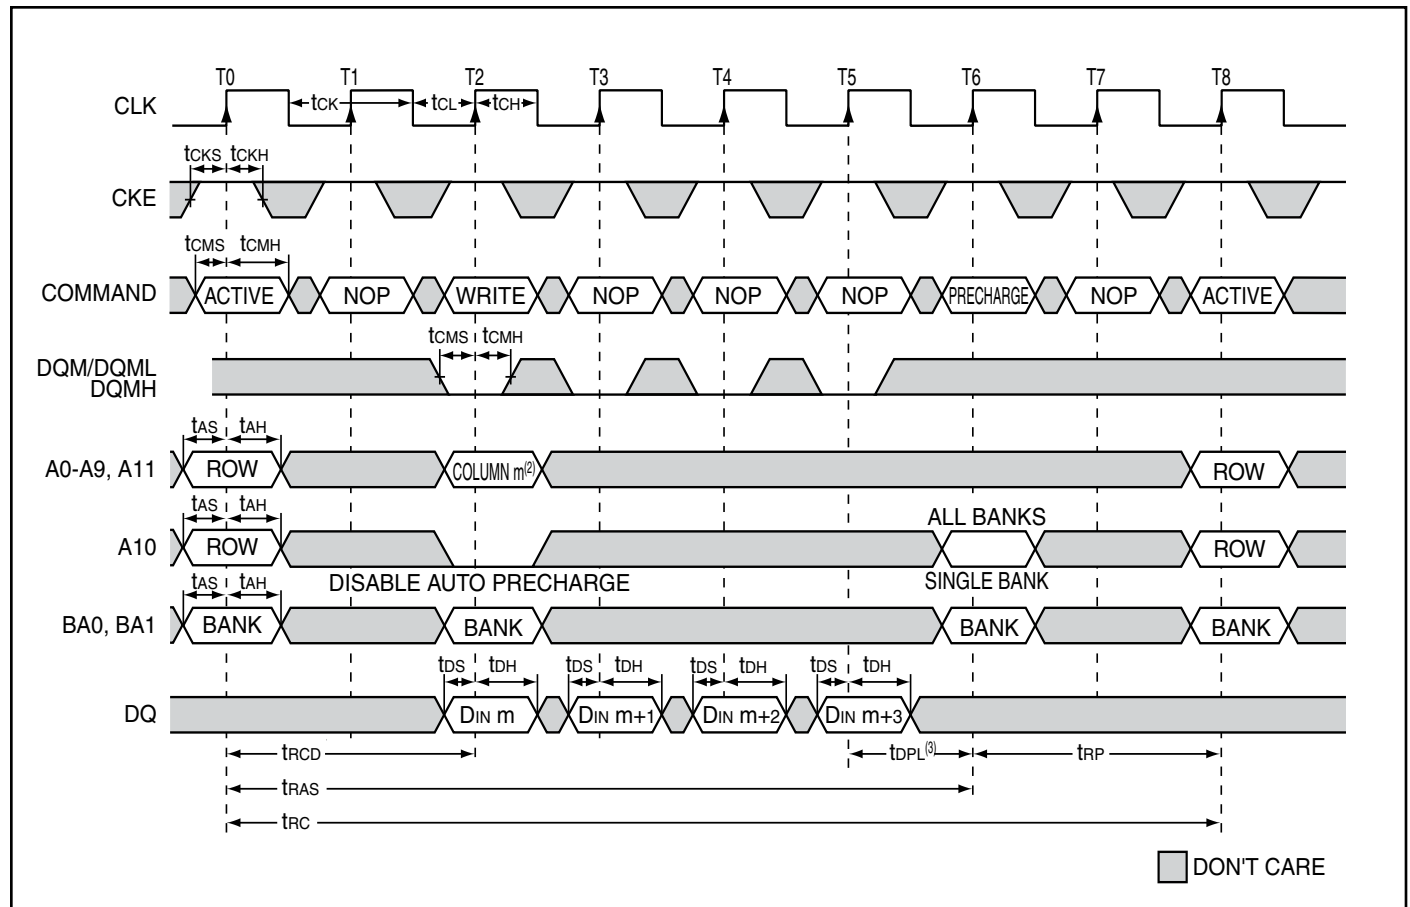 T0 T1 T2 T3 T4 T5 T6 T7 T8
CLK tCK tCL tCH
tCKS tCKH
CKE
tCMS tCMH
COMMAND ACTIVE NOP WRITE NOP NOP NOP PRECHARGE NOP ACTIVE
tCMS tCMH
DQM/DQML
DQMH
tAS tAH
A0-A9, A11 ROW COLUMN m(2) ROW
tAS tAH
ALL BANKS
A10 ROW ROW
DISABLE AUTO PRECHARGE SINGLE BANK
tAS tAH
BA0, BA1 BANK BANK BANK BANK
tDS tDH tDS tDH tDS tDH tDS tDH
DQ DIN m DIN m+1 DIN m+2 DIN m+3
tRCD tDPL(3) tRP
tRAS
tRC
DON'T CARE